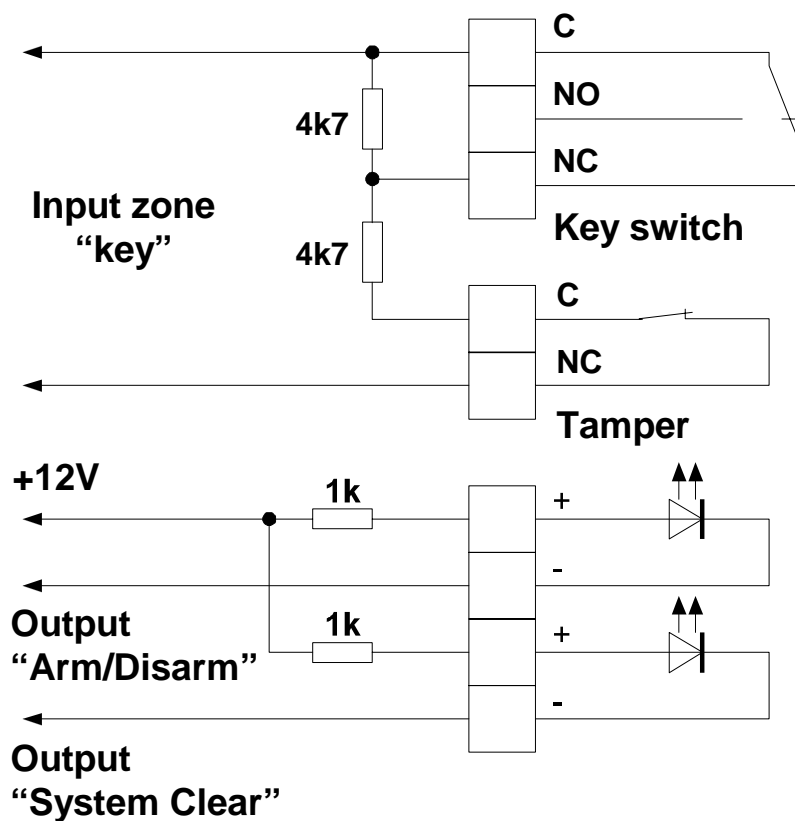 C
NO
4k7
NC
Input zone
“key”
Key switch
4k7
C
NC
Tamper
+12V
1k
+
-
Output
“Arm/Disarm”
1k
+
-
Output
“System Clear”